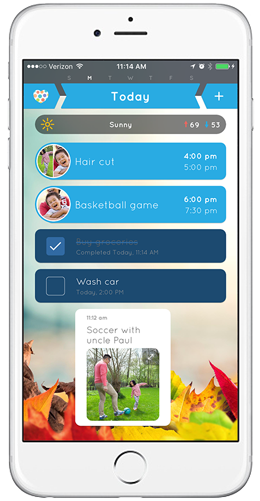 Verizon 11:14 AM
S M T W T F S
Today +
Sunny 69 53
Hair cut 4:00 pm
5:00 pm
Basketball game 6:00 pm
7:30 pm
Buy groceries
Completed Today, 11:14 AM
Wash car
Today, 2:00 PM
11:12 am
Soccer with
uncle Paul